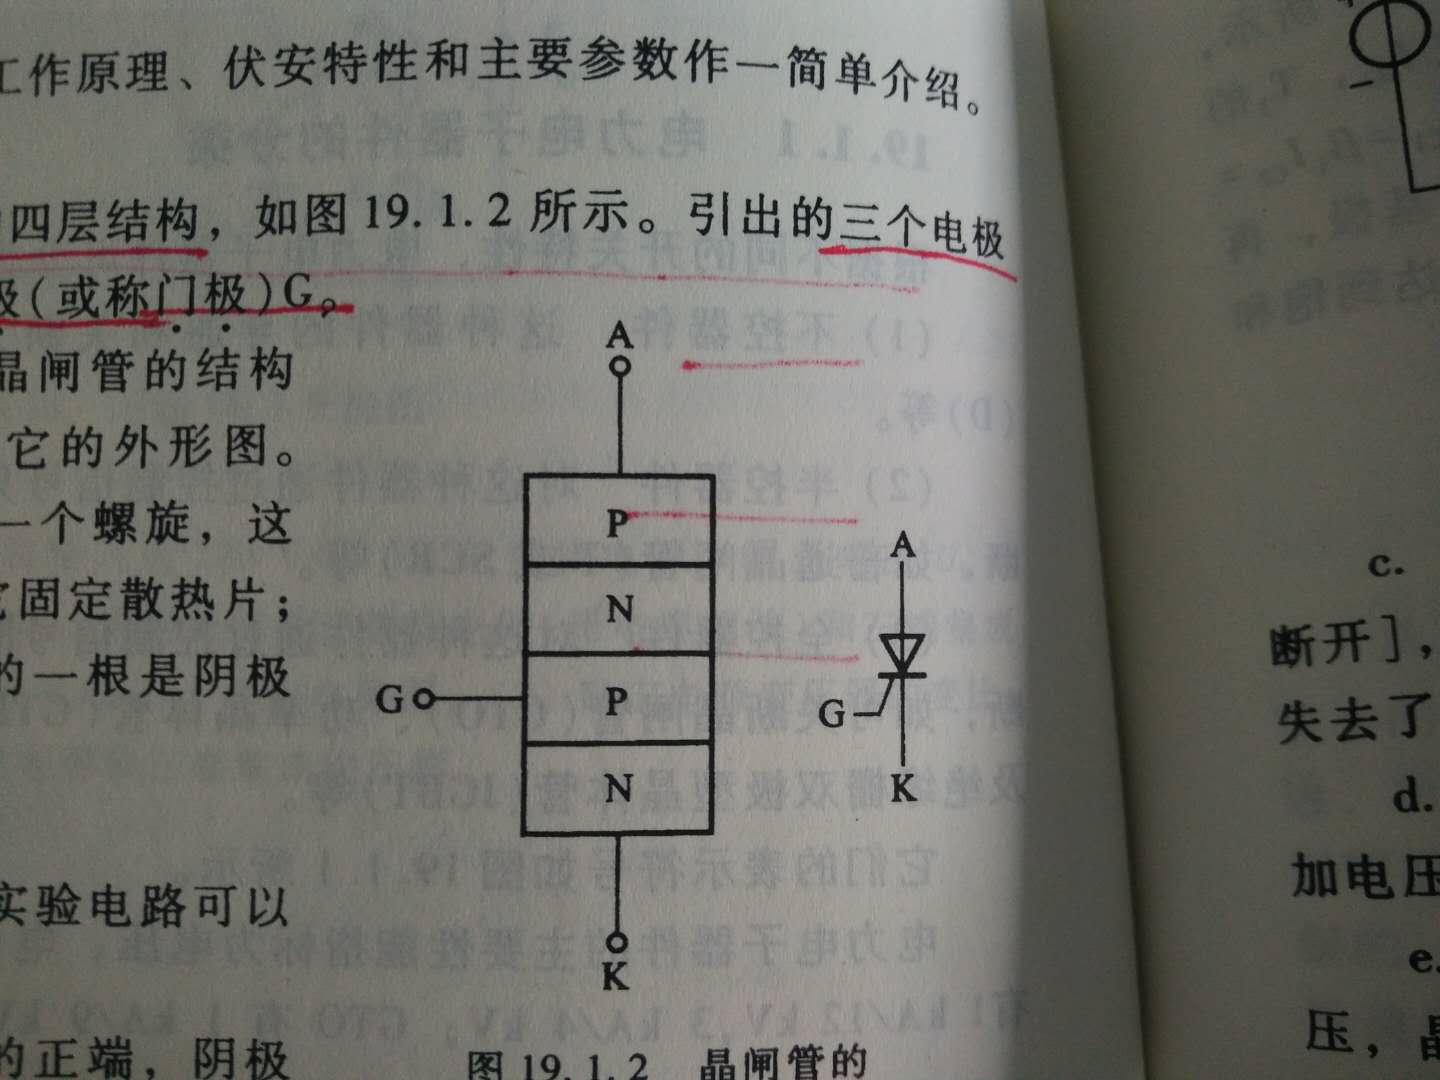 工作原理、伏安特性和主要参数作一简单介绍。
四层结构，如图 19.1.2 所示。引出的三个电极
极(或称门极)G。
晶闸管的结构
它的外形图。
一个螺旋，这
固定散热片；
的一根是阴极
实验电路可以
的正端，阴极
A
P
N
G
P
N
K
A
G
K
图 19.1.2 晶闸管的
c.
断开]，
失去了
d.
加电压
e.
压，晶